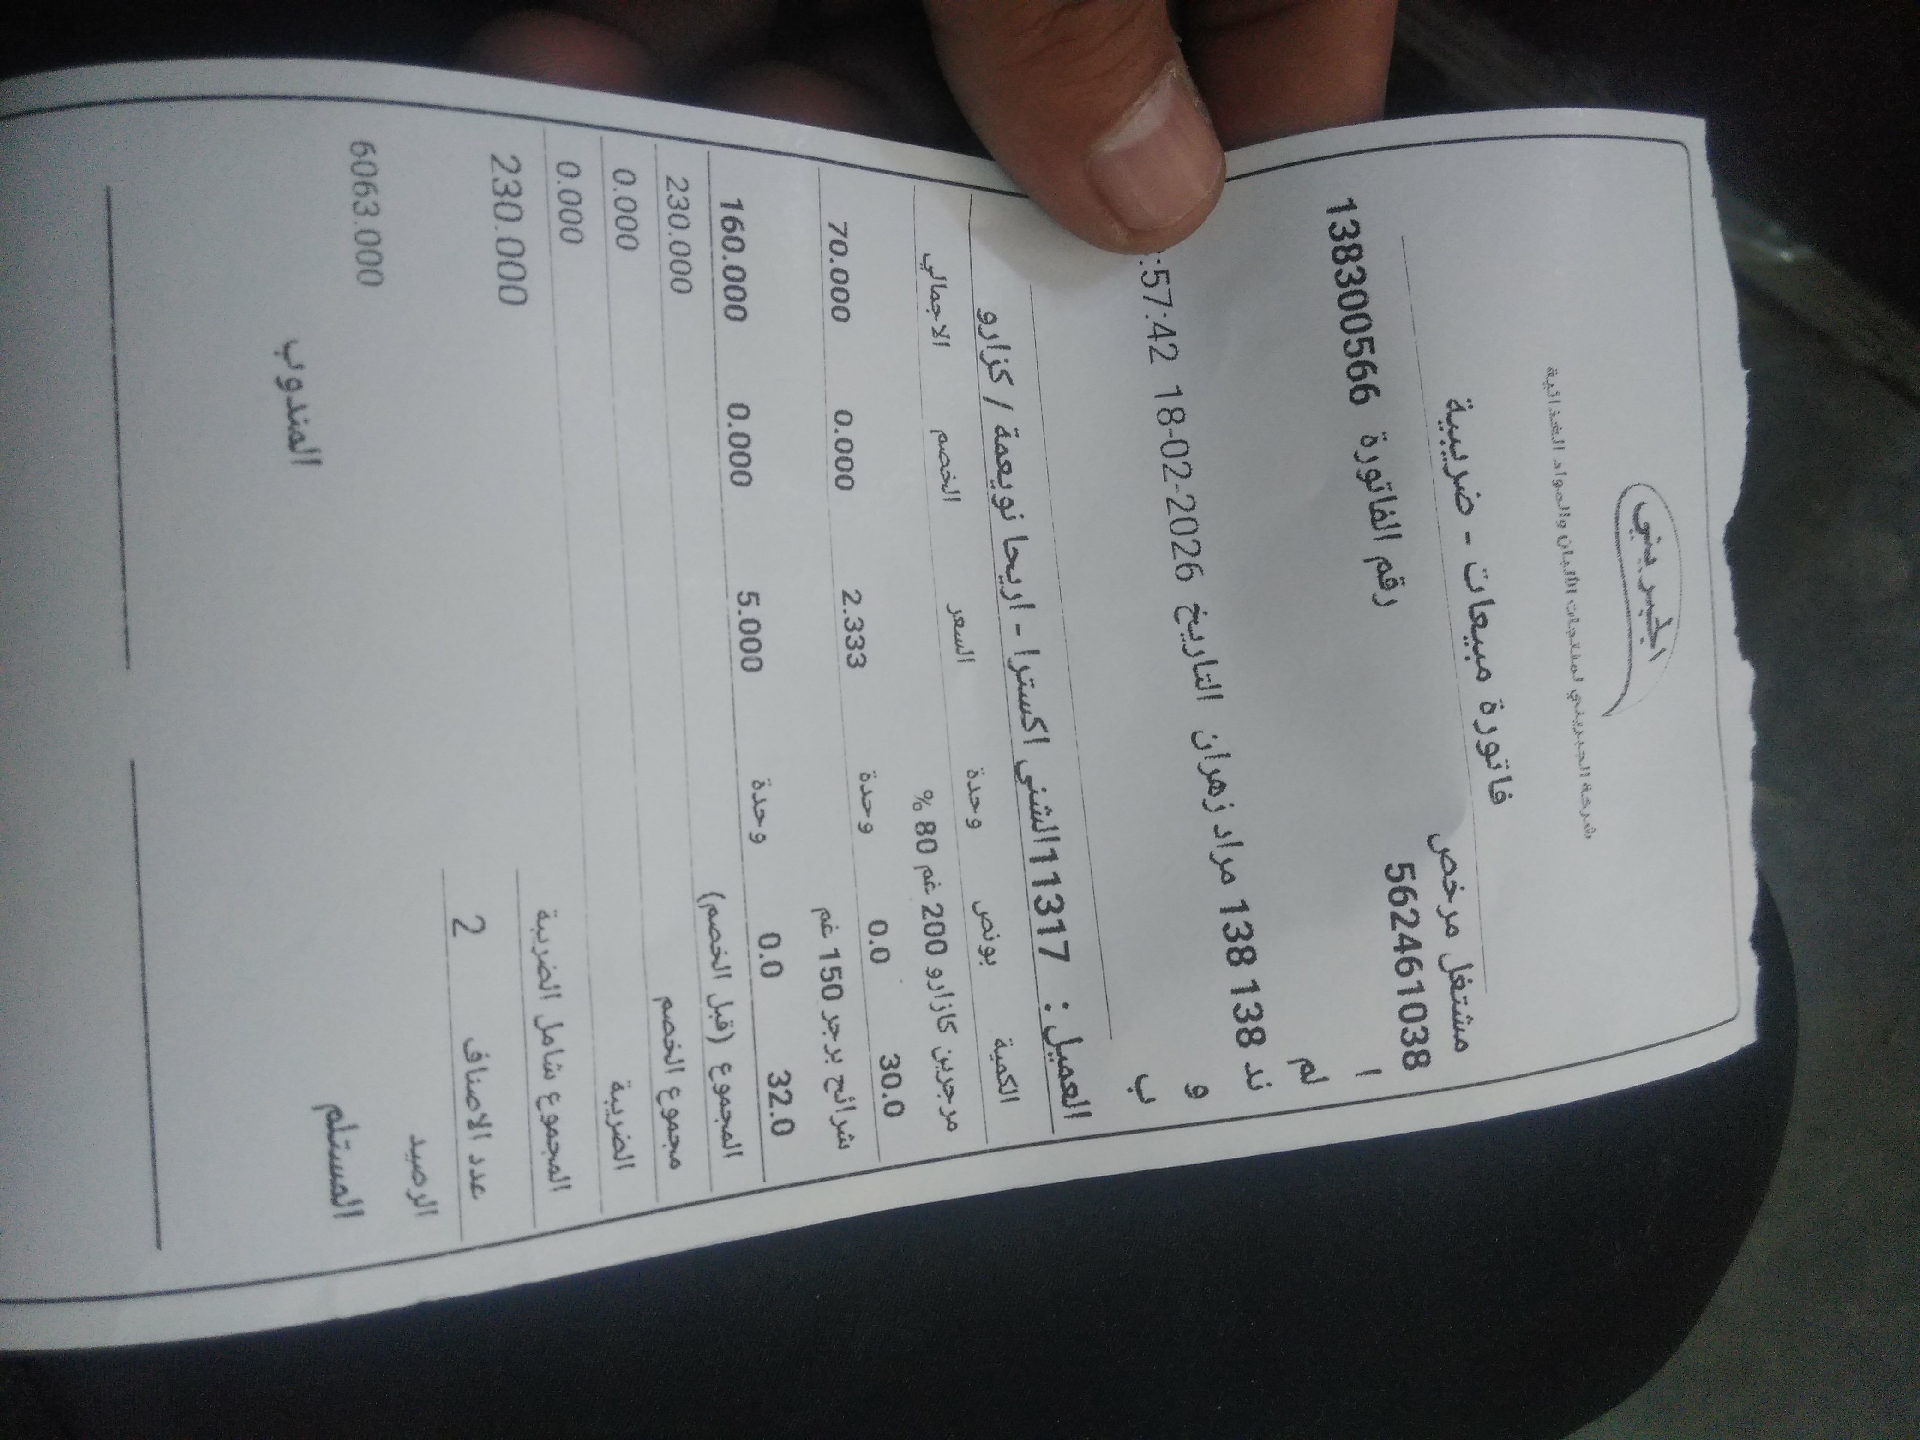 الجبريني
شركة الجبريني لمنتجات الألبان والمواد الغذائية
فاتورة مبيعات - ضريبية
مشتغل مرخص 562461038
رقم الفاتورة 138300566
المندوب 138 138 مراد زهران التاريخ 18-02-2026 :57:42
العميل : 11317الشني اكسترا - اريحا نويعمة / كزارو
الكمية بونص وحدة السعر الخصم الاجمالي
مرجرين كازارو 200 غم 80 %
30.0 0.0 وحدة 2.333 0.000 70.000
شرائح برجر 150 غم
32.0 0.0 وحدة 5.000 0.000 160.000
المجموع (قبل الخصم) 230.000
مجموع الخصم 0.000
الضريبة 0.000
المجموع شامل الضريبة 230.000
عدد الاصناف 2
الرصيد 6063.000
المستلم المندوب